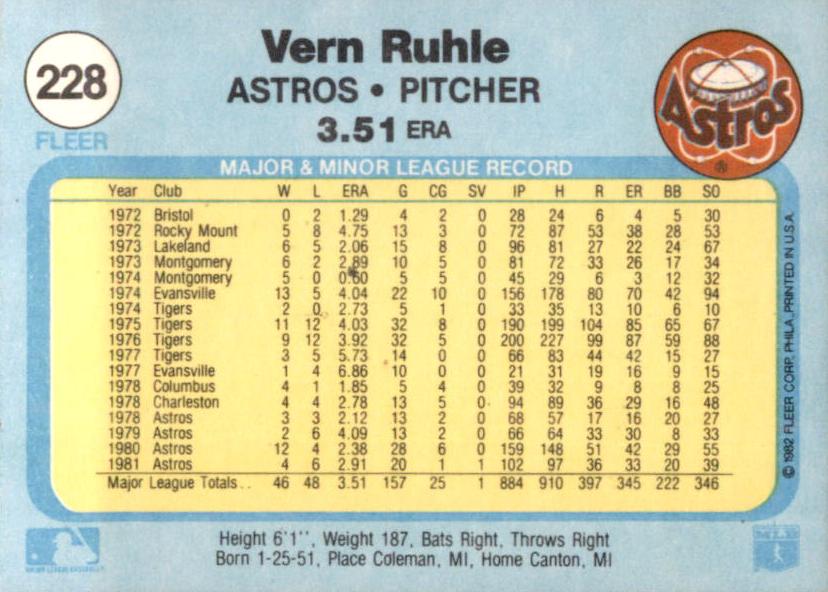 228
FLEER
Vern Ruhle
ASTROS • PITCHER
3.51 ERA
Astros
MAJOR & MINOR LEAGUE RECORD
Year Club W L ERA G CG SV IP H R ER BB SO
1972 Bristol 0 2 1.29 4 2 0 28 24 6 4 5 30
1972 Rocky Mount 5 8 4.75 13 3 0 72 87 53 38 28 53
1973 Lakeland 6 5 2.06 15 8 0 96 81 27 22 24 67
1973 Montgomery 6 2 2.89 10 5 0 81 72 33 26 17 34
1974 Montgomery 5 0 0.60 5 5 0 45 29 6 3 12 32
1974 Evansville 13 5 4.04 22 10 0 156 178 80 70 42 94
1974 Tigers 2 0 2.73 5 1 0 33 35 13 10 6 10
1975 Tigers 11 12 4.03 32 8 0 190 199 104 85 65 67
1976 Tigers 9 12 3.92 32 5 0 200 227 99 87 59 88
1977 Tigers 3 5 5.73 14 0 0 66 83 44 42 15 27
1977 Evansville 1 4 6.86 10 0 0 21 31 19 16 9 15
1978 Columbus 4 1 1.85 5 4 0 39 32 9 8 8 25
1978 Charleston 4 4 2.78 13 5 0 94 89 36 29 16 48
1978 Astros 3 3 2.12 13 2 0 68 57 17 16 20 27
1979 Astros 2 6 4.09 13 2 0 66 64 33 30 8 33
1980 Astros 12 4 2.38 28 6 0 159 148 51 42 29 55
1981 Astros 4 6 2.91 20 1 1 102 97 36 33 20 39
Major League Totals . . 46 48 3.51 157 25 1 884 910 397 345 222 346
© 1982 FLEER CORP. PHILA., PRINTED IN U.S.A.
Height 6'1'', Weight 187, Bats Right, Throws Right
Born 1-25-51, Place Coleman, MI, Home Canton, MI
MAJOR LEAGUE BASEBALL